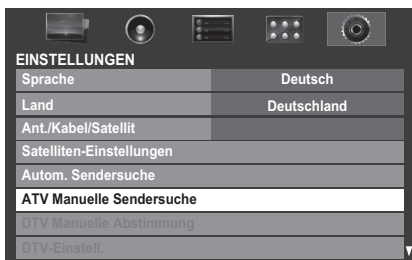 EINSTELLUNGEN
Sprache Deutsch
Land Deutschland
Ant./Kabel/Satellit
Satelliten-Einstellungen
Autom. Sendersuche
ATV Manuelle Sendersuche
DTV Manuelle Abstimmung
DTV-Einstell.